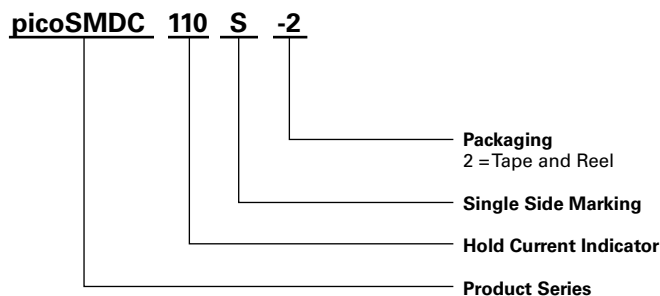 picoSMDC 110 S -2
Packaging
2 = Tape and Reel
Single Side Marking
Hold Current Indicator
Product Series